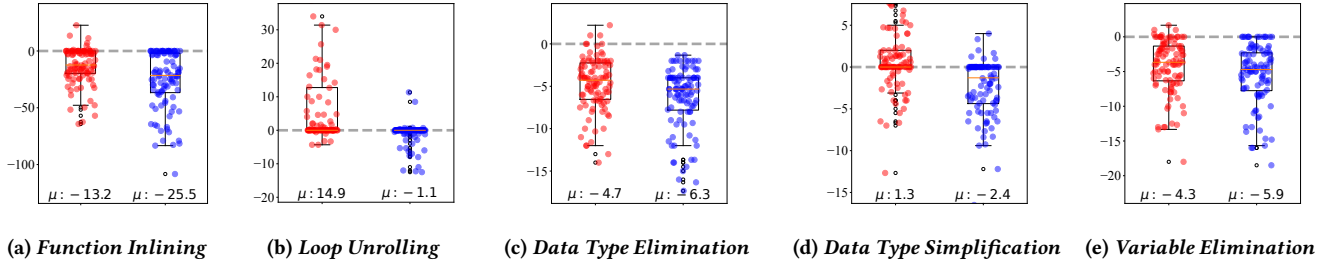 0
−50
−100
μ: −13.2
−25.5
(a) Function Inlining
30
20
10
0
−10
−20
μ: 14.9
μ: −1.1
(b) Loop Unrolling
0
−5
−10
−15
μ: −4.7
μ: −6.3
(c) Data Type Elimination
5
0
−5
−10
−15
μ: 1.3
μ: −2.4
(d) Data Type Simplification
0
−5
−10
−15
−20
μ: −4.3
μ: −5.9
(e) Variable Elimination